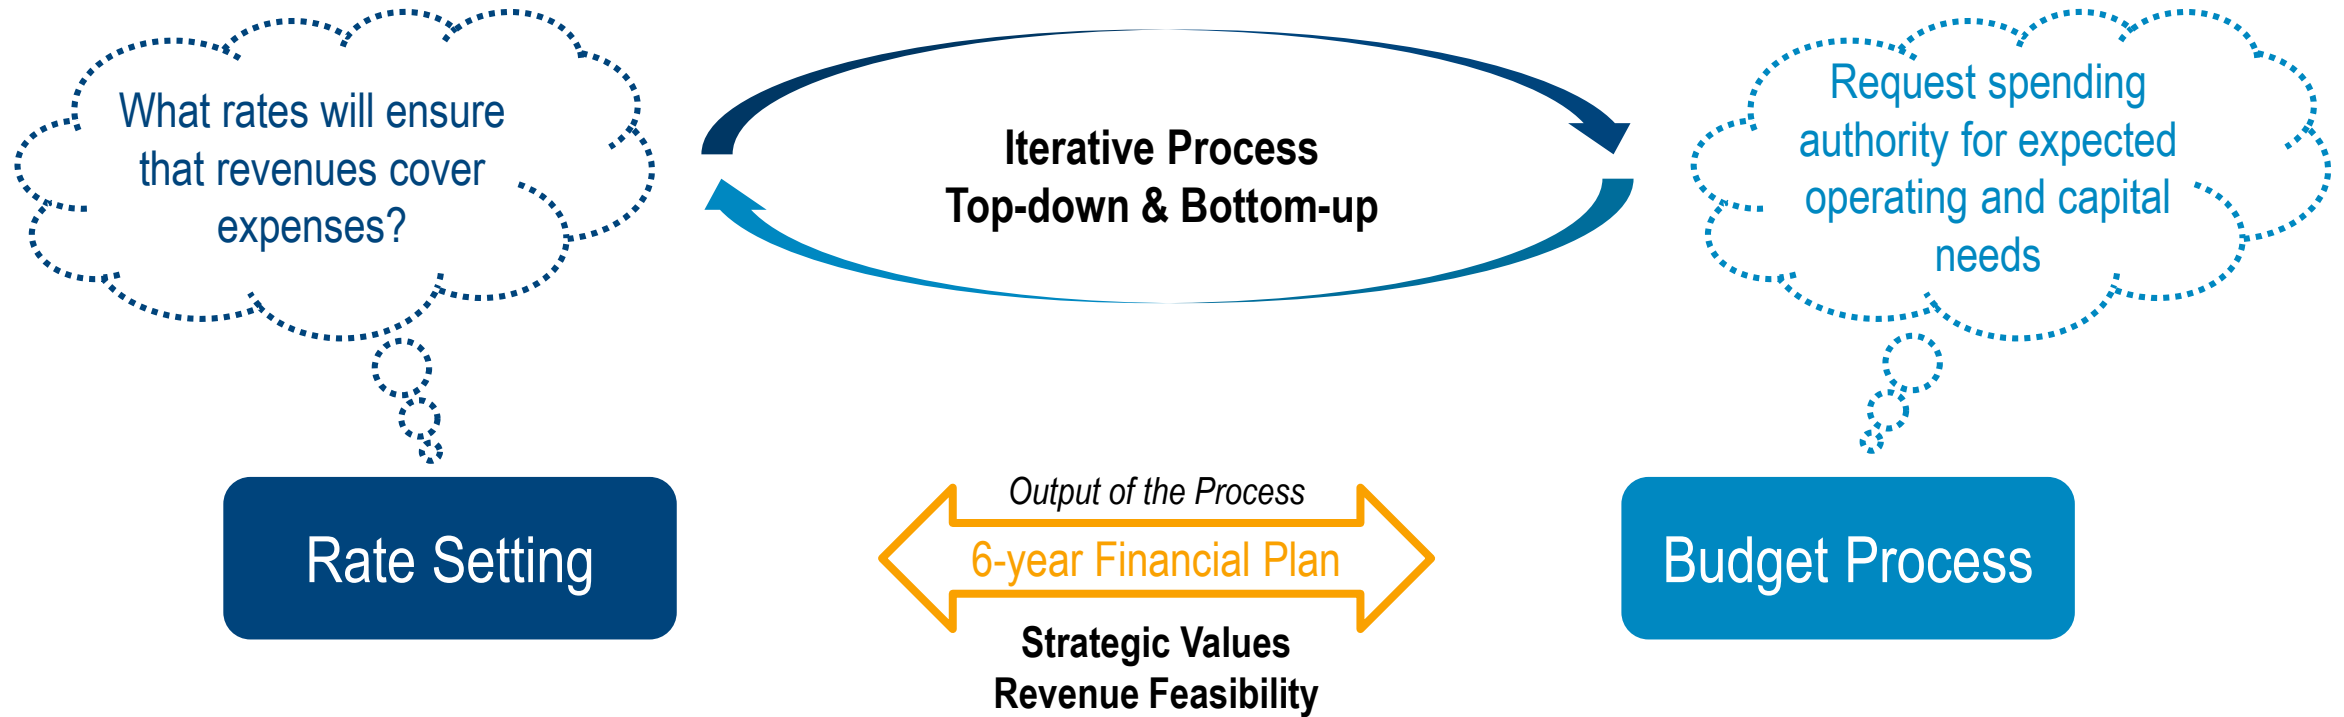 What rates will ensure
that revenues cover
expenses?
Iterative Process
Top-down & Bottom-up
Request spending
authority for expected
operating and capital
needs
Rate Setting
Output of the Process
6-year Financial Plan
Strategic Values
Revenue Feasibility
Budget Process